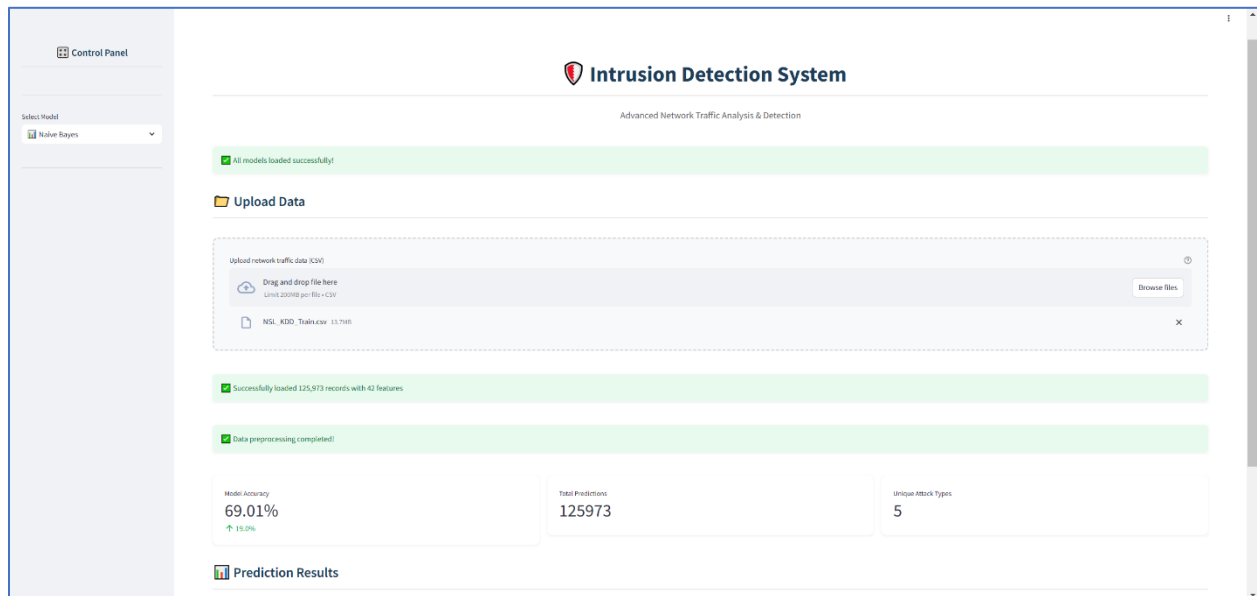 Control Panel
Select Model
Naive Bayes
Intrusion Detection System
Advanced Network Traffic Analysis & Detection
All models loaded successfully!
Upload Data
Upload network traffic data (CSV)
Drag and drop file here
Limit 200MB per file • CSV
Browse files
NSL_KDD_Train.csv 13.7MB
Successfully loaded 125,973 records with 42 features
Data preprocessing completed!
Model Accuracy
69.01%
↑ 19.0%
Total Predictions
125973
Unique Attack Types
5
Prediction Results